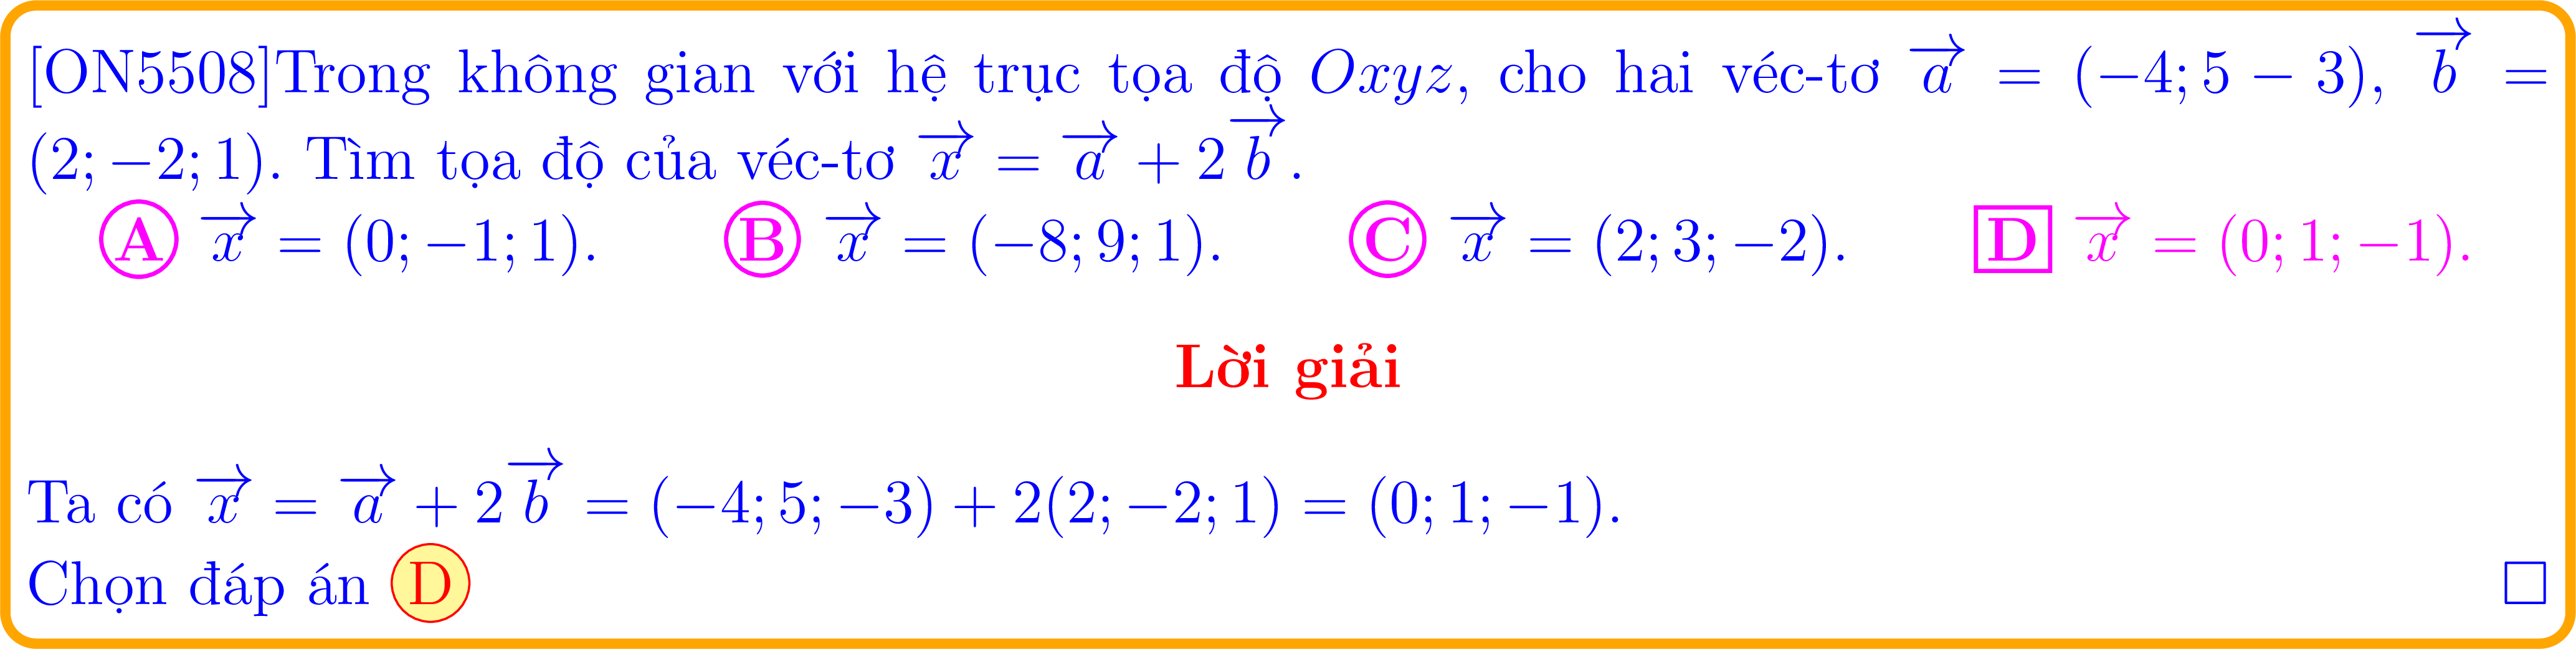 [ON5508]Trong không gian với hệ trục tọa độ Oxyz, cho hai véc-tơ $\overrightarrow{a}$ = (−4; 5 − 3), $\overrightarrow{b}$ =
(2; −2; 1). Tìm tọa độ của véc-tơ $\overrightarrow{x}$ = $\overrightarrow{a}$ + 2$\overrightarrow{b}$.
A $\overrightarrow{x}$ = (0; −1; 1). B $\overrightarrow{x}$ = (−8; 9; 1). C $\overrightarrow{x}$ = (2; 3; −2). D $\overrightarrow{x}$ = (0; 1; −1).
Lời giải
Ta có $\overrightarrow{x}$ = $\overrightarrow{a}$ + 2$\overrightarrow{b}$ = (−4; 5; −3) + 2(2; −2; 1) = (0; 1; −1).
Chọn đáp án D □